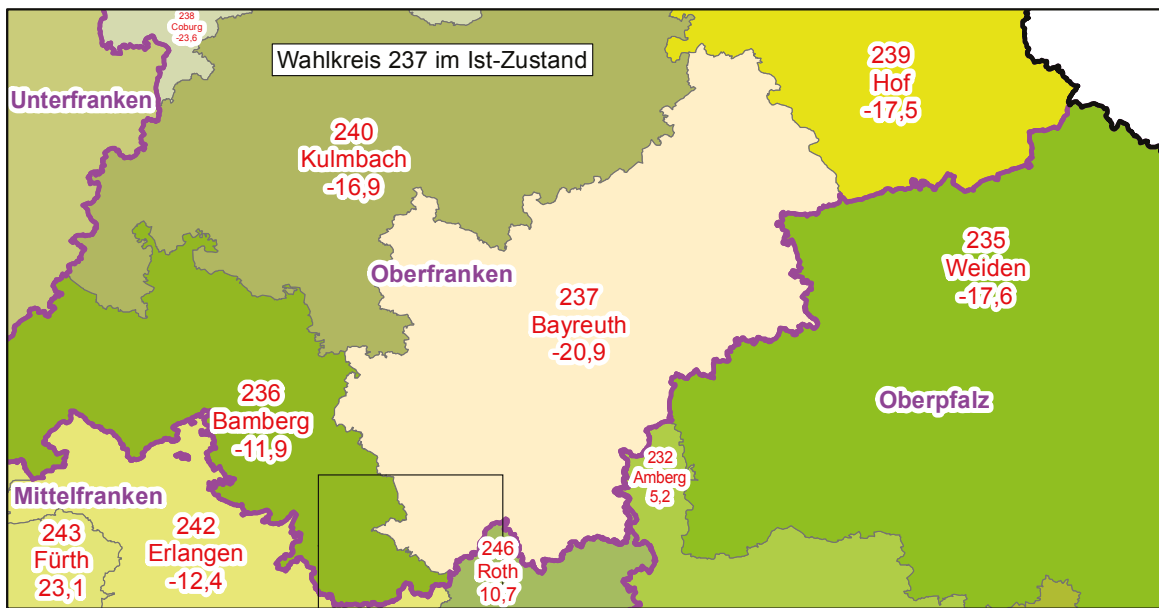 238
Coburg
-23,6
Wahlkreis 237 im Ist-Zustand
239
Hof
-17,5
Unterfranken
240
Kulmbach
-16,9
235
Weiden
-17,6
Oberfranken
237
Bayreuth
-20,9
236
Bamberg
-11,9
Oberpfalz
232
Amberg
5,2
Mittelfranken
243
Fürth
23,1
242
Erlangen
-12,4
246
Roth
10,7